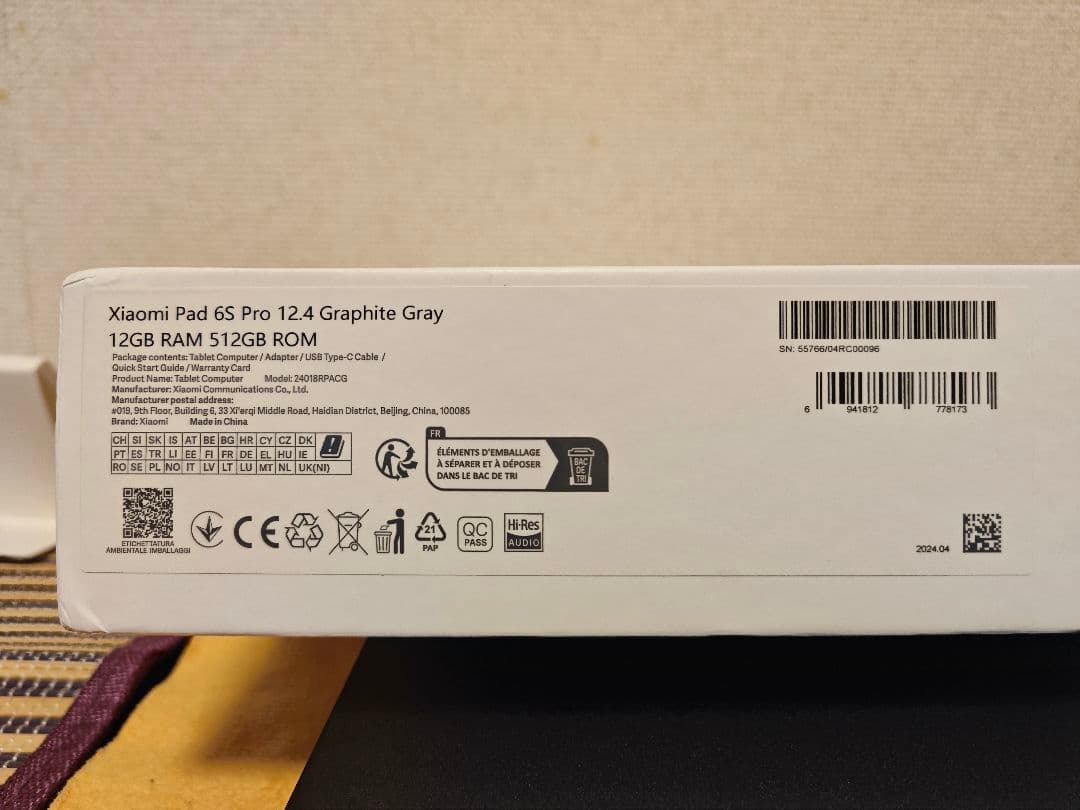 Xiaomi Pad 6S Pro 12.4 Graphite Gray
12GB RAM 512GB ROM
Package contents: Tablet Computer / Adapter / USB Type-C Cable /
Quick Start Guide / Warranty Card
Product Name: Tablet Computer Model: 24018RPACG
Manufacturer: Xiaomi Communications Co., Ltd.
Manufacturer postal address:
#019, 9th Floor, Building 6, 33 Xi'erqi Middle Road, Haidian District, Beijing, China, 100085
Brand: Xiaomi Made in China
CH SI SK IS AT BE BG HR CY CZ DK
PT ES TR LI EE FI FR DE EL HU IE
RO SE PL NO IT LV LT LU MT NL UK(NI)
FR
ÉLÉMENTS D'EMBALLAGE
À SÉPARER ET À DÉPOSER
DANS LE BAC DE TRI
BAC
DE
TRI
ETICHETTATURA
AMBIENTALE IMBALLAGGI
CE
21
PAP
QC
PASS
Hi-Res
AUDIO
SN: 55766/04RC00096
6 941812 778173
2024.04